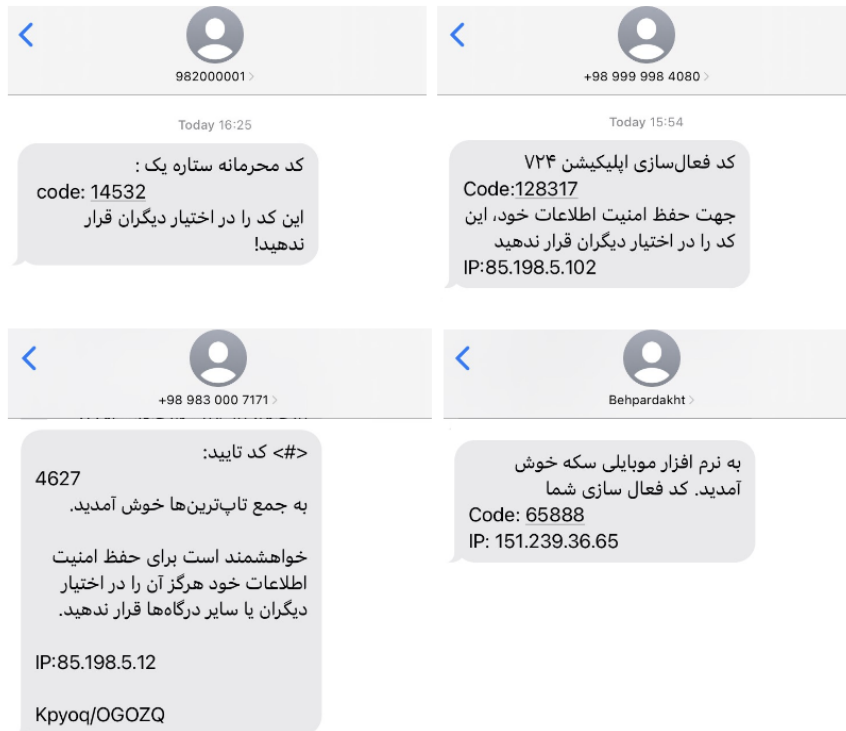 982000001
Today 16:25
کد محرمانه ستاره یک :
code: 14532
این کد را در اختیار دیگران قرار
ندهید!
+98 999 998 4080
Today 15:54
کد فعال‌سازی اپلیکیشن ۷۲۴
Code:128317
جهت حفظ امنیت اطلاعات خود، این
کد را در اختیار دیگران قرار ندهید
IP:85.198.5.102
+98 983 000 7171
<#> کد تایید:
4627
به جمع تاپ‌ترین‌ها خوش آمدید.
خواهشمند است برای حفظ امنیت
اطلاعات خود هرگز آن را در اختیار
دیگران یا سایر درگاه‌ها قرار ندهید.
IP:85.198.5.12
Kpyoq/OGOZQ
Behpardakht
به نرم افزار موبایلی سکه خوش
آمدید. کد فعال سازی شما
Code: 65888
IP: 151.239.36.65